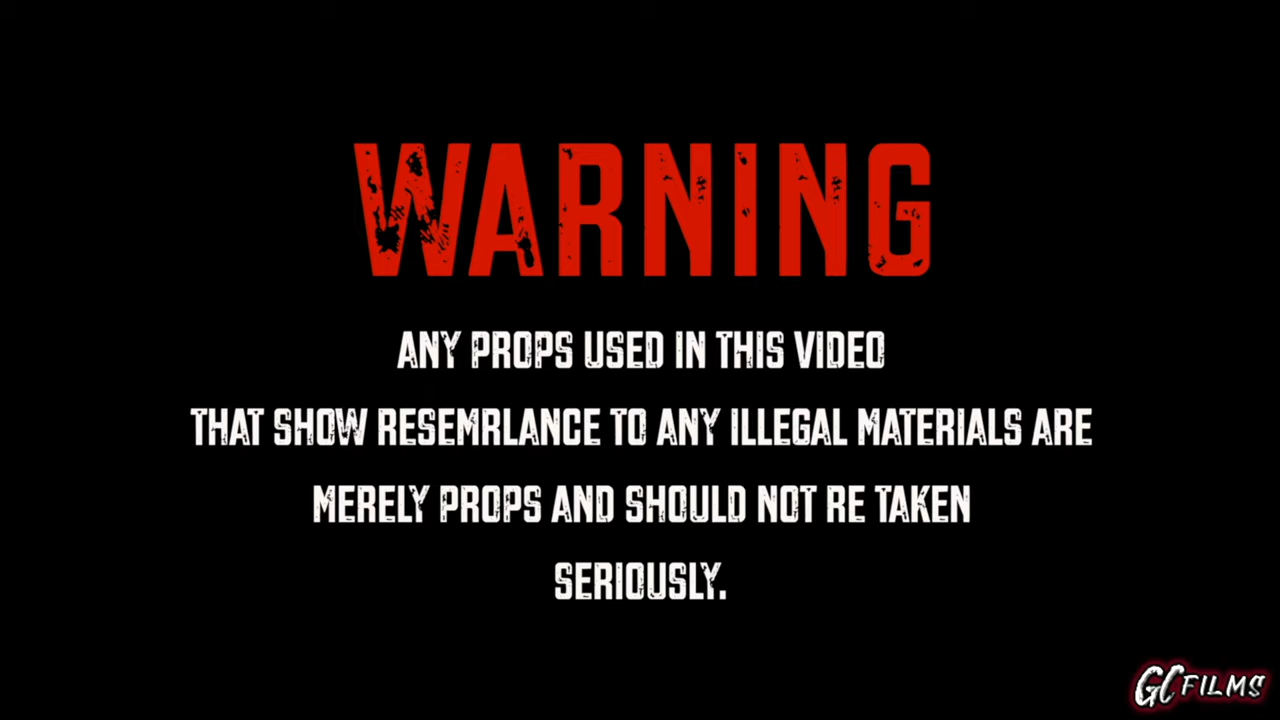 WARNING
ANY PROPS USED IN THIS VIDEO
THAT SHOW RESEMRLANCE TO ANY ILLEGAL MATERIALS ARE
MERELY PROPS AND SHOULD NOT RE TAKEN
SERIOUSLY.
GC FILMS